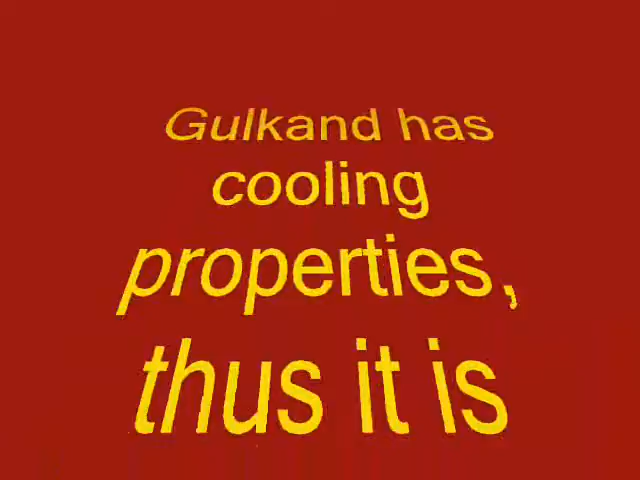 Gulkand has
cooling
properties,
thus it is